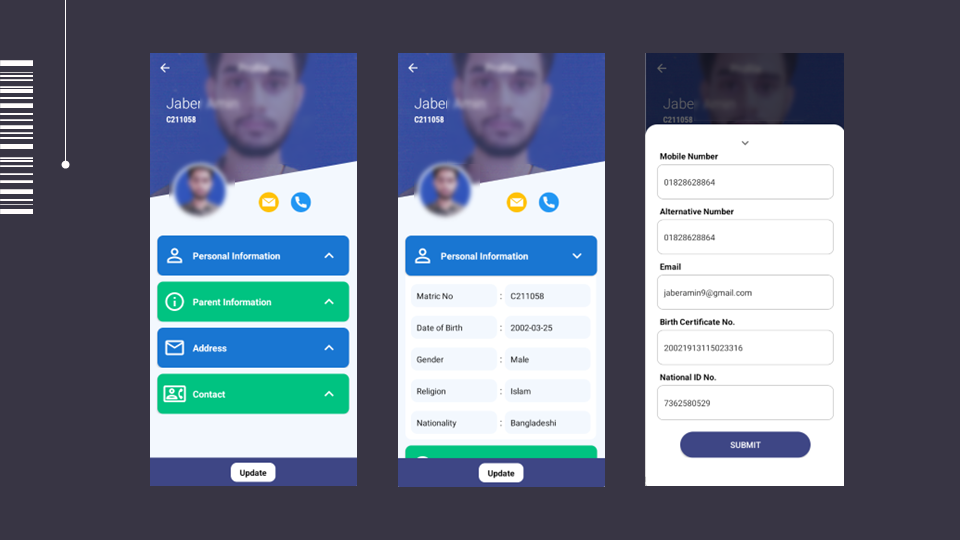 Jaber
C211058
Personal Information
Parent Information
Address
Contact
Update
Jaber
C211058
Personal Information
Matric No : C211058
Date of Birth : 2002-03-25
Gender : Male
Religion : Islam
Nationality : Bangladeshi
Update
Jaber
C211058
Mobile Number
01828628864
Alternative Number
01828628864
Email
jaberamin9@gmail.com
Birth Certificate No.
20021913115023316
National ID No.
7362580529
SUBMIT